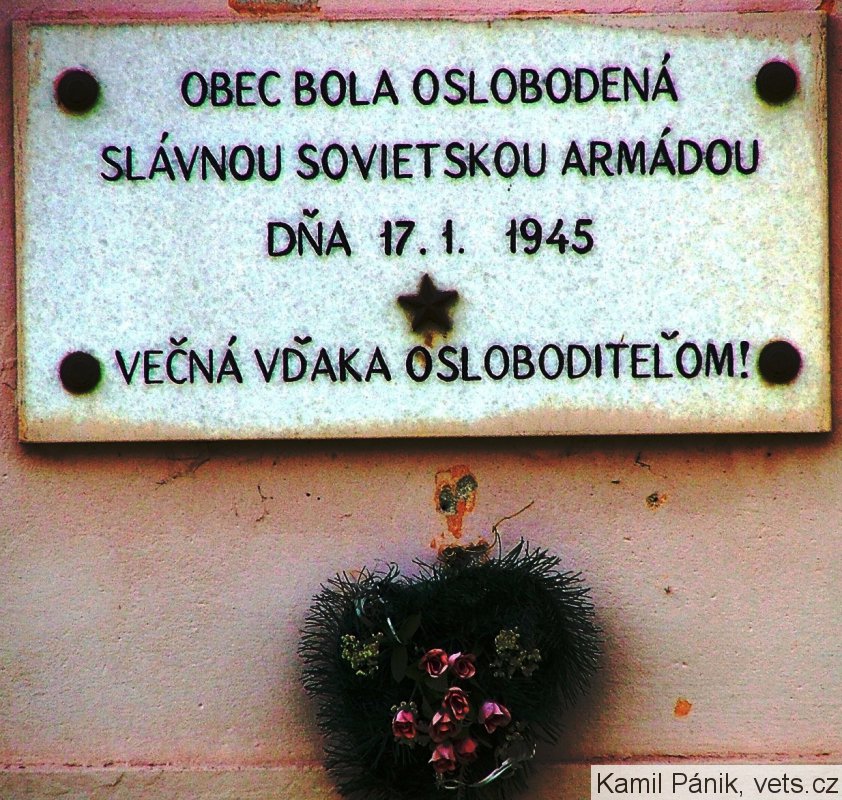 OBEC BOLA OSLOBODENÁ
SLÁVNOU SOVIETSKOU ARMÁDOU
DŇA 17. 1. 1945
VEČNÁ VĎAKA OSLOBODITEĽOM!
Kamil Pánik, vets.cz